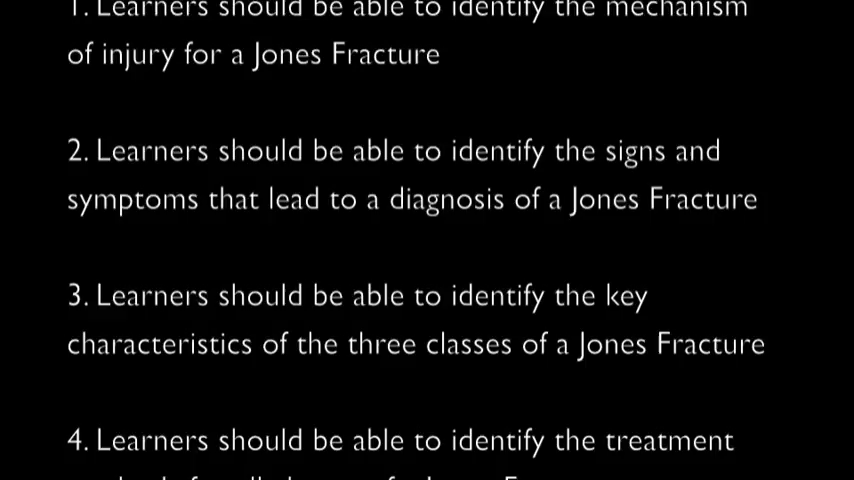 1. Learners should be able to identify the mechanism
of injury for a Jones Fracture
2. Learners should be able to identify the signs and
symptoms that lead to a diagnosis of a Jones Fracture
3. Learners should be able to identify the key
characteristics of the three classes of a Jones Fracture
4. Learners should be able to identify the treatment